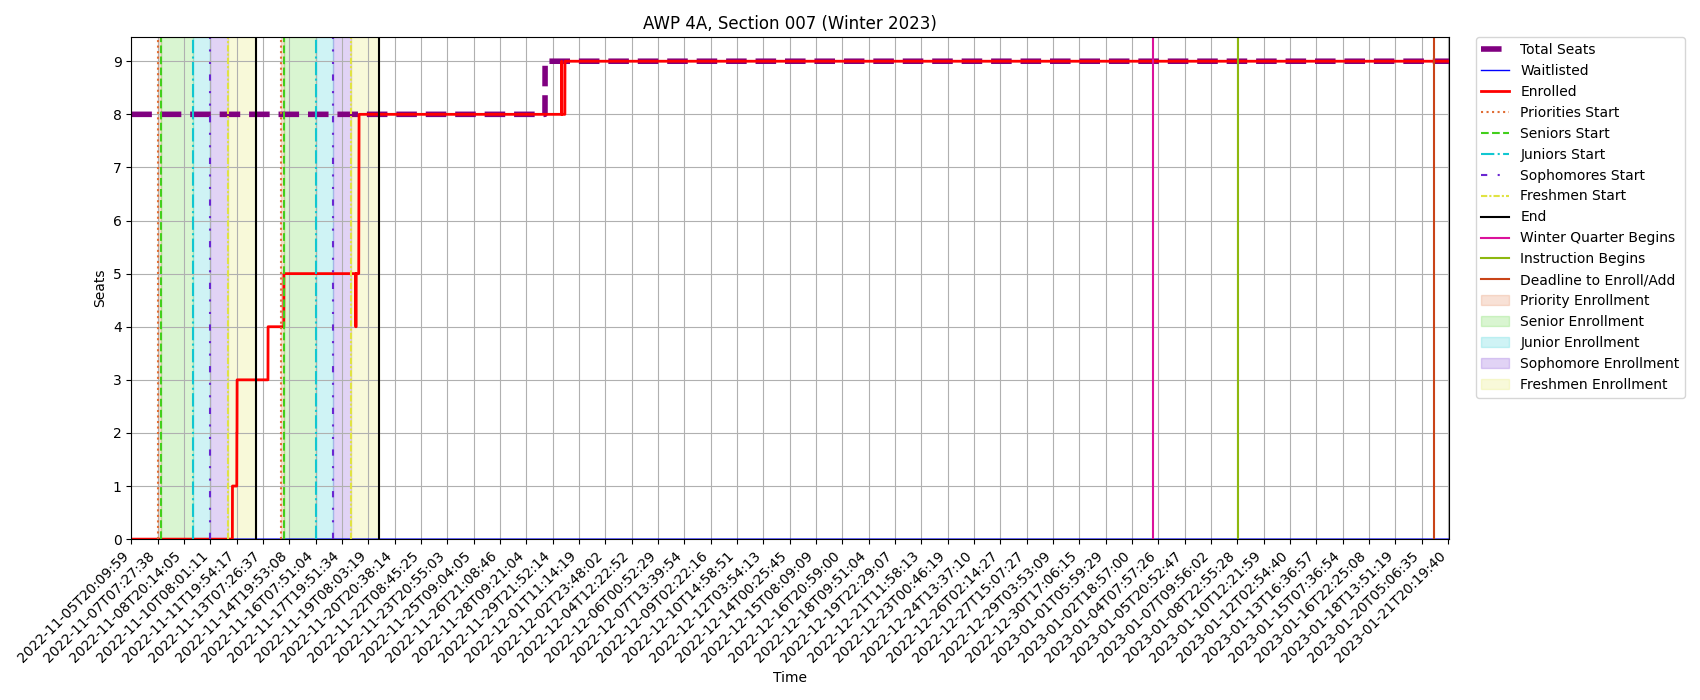 AWP 4A, Section 007 (Winter 2023)
Seats
9
8
7
6
5
4
3
2
1
0
2022-11-05T20:09:59
2022-11-07T07:27:38
2022-11-08T20:14:05
2022-11-10T08:01:11
2022-11-11T19:54:17
2022-11-13T07:26:37
2022-11-14T19:53:08
2022-11-16T07:51:04
2022-11-17T19:51:34
2022-11-19T08:03:19
2022-11-20T20:38:14
2022-11-22T08:45:25
2022-11-23T20:55:03
2022-11-25T09:04:05
2022-11-26T21:08:46
2022-11-28T09:21:04
2022-11-29T21:52:14
2022-12-01T11:14:19
2022-12-02T23:48:02
2022-12-04T12:22:52
2022-12-06T00:52:29
2022-12-07T13:39:54
2022-12-09T02:22:16
2022-12-10T14:58:51
2022-12-12T03:54:13
2022-12-14T00:25:45
2022-12-15T08:09:09
2022-12-16T20:59:00
2022-12-18T09:51:04
2022-12-19T22:29:07
2022-12-21T11:58:13
2022-12-23T00:46:19
2022-12-24T13:37:10
2022-12-26T02:14:27
2022-12-27T15:07:27
2022-12-29T03:53:09
2022-12-30T17:06:15
2023-01-01T05:59:29
2023-01-02T18:57:00
2023-01-04T07:57:26
2023-01-05T20:52:47
2023-01-07T09:56:02
2023-01-08T22:55:28
2023-01-10T12:21:59
2023-01-12T02:54:40
2023-01-13T16:36:57
2023-01-15T07:36:54
2023-01-16T22:25:08
2023-01-18T13:51:19
2023-01-20T05:06:35
2023-01-21T20:19:40
Time
Total Seats
Waitlisted
Enrolled
Priorities Start
Seniors Start
Juniors Start
Sophomores Start
Freshmen Start
End
Winter Quarter Begins
Instruction Begins
Deadline to Enroll/Add
Priority Enrollment
Senior Enrollment
Junior Enrollment
Sophomore Enrollment
Freshmen Enrollment